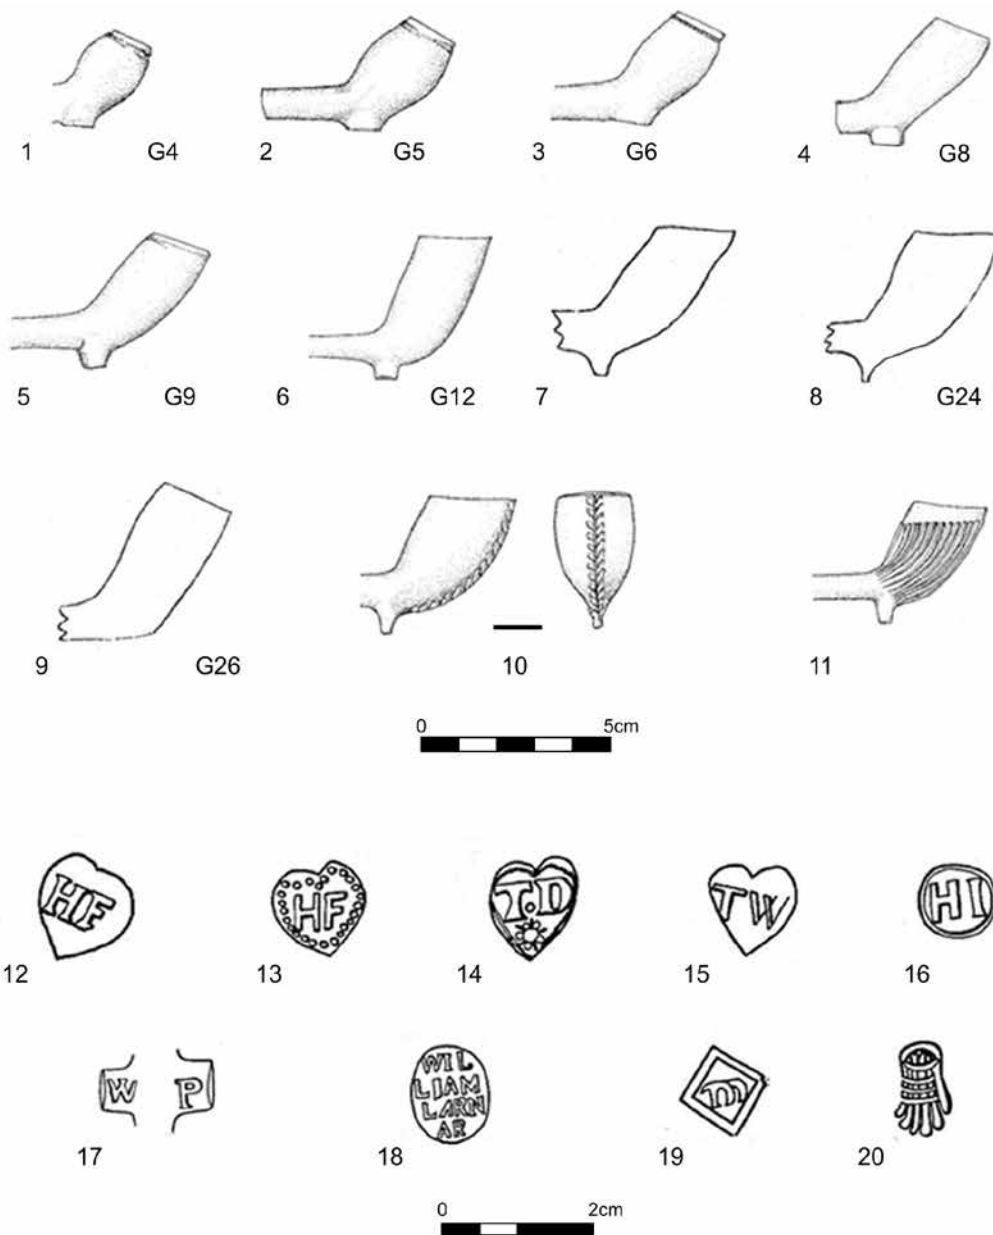 1 G4 2 G5 3 G6 4 G8
5 G9 6 G12 7 8 G24
9 G26 10 11
0 5cm
HF HF T.D TW HI
12 13 14 15 16
W P
WIL
LIAM
LARN
AR
m
17 18 19 20
0 2cm